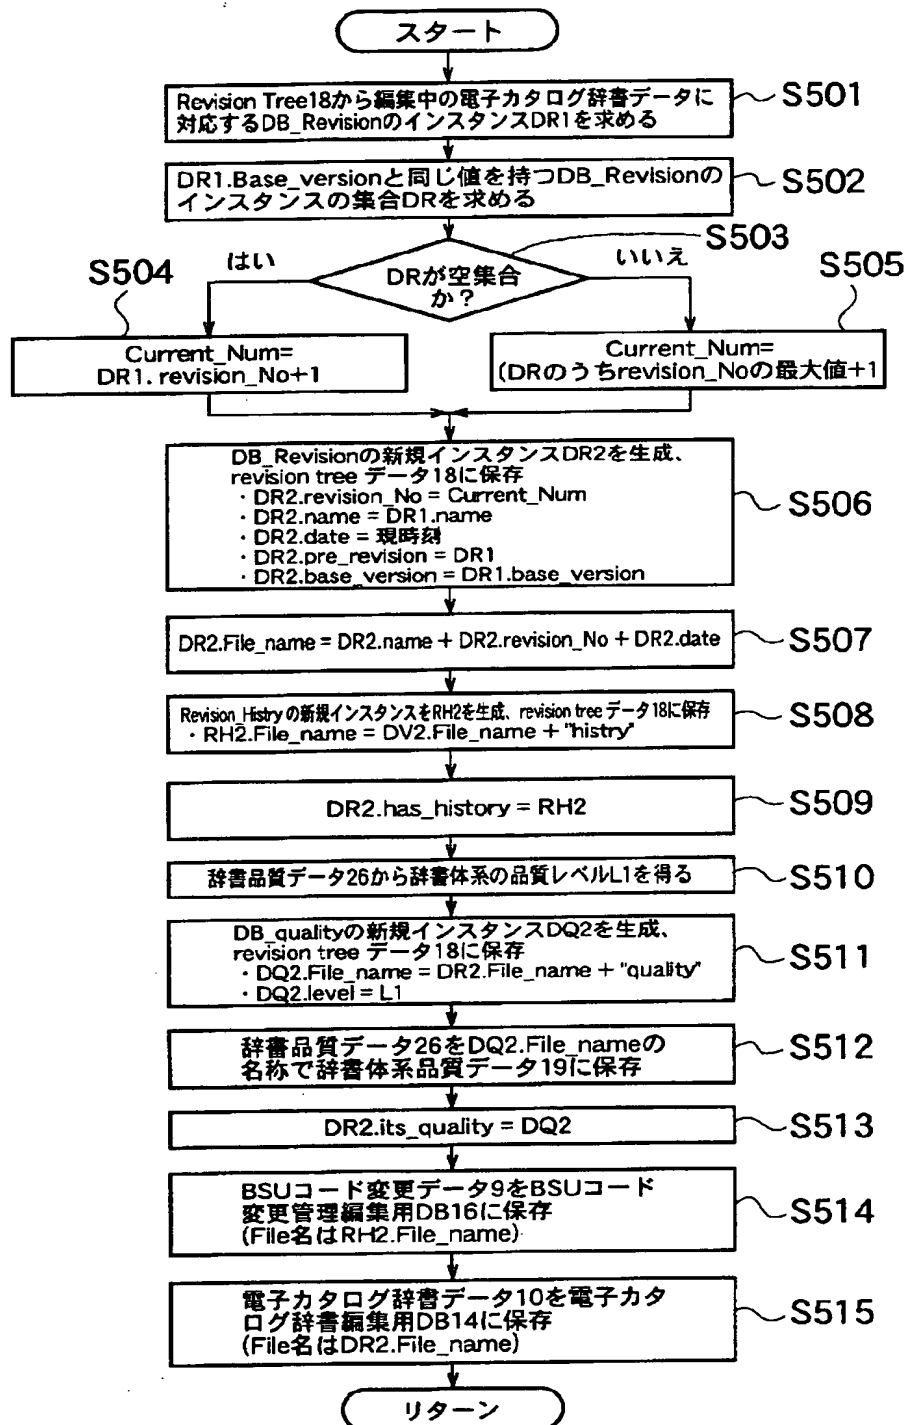 スタート
Revision Tree18から編集中の電子カタログ辞書データに
対応するDB_RevisionのインスタンスDR1を求める
S501
DR1.Base_versionと同じ値を持つDB_Revisionの
インスタンスの集合DRを求める
S502
DRが空集合
か？
S503
はい
いいえ
S504
Current_Num=
DR1. revision_No+1
S505
Current_Num=
(DRのうちrevision_Noの最大値+1
DB_Revisionの新規インスタンスDR2を生成、
revision tree データ18に保存
・DR2.revision_No = Current_Num
・DR2.name = DR1.name
・DR2.date = 現時刻
・DR2.pre_revision = DR1
・DR2.base_version = DR1.base_version
S506
DR2.File_name = DR2.name + DR2.revision_No + DR2.date
S507
Revision_Histryの新規インスタンスをRH2を生成、revision tree データ18に保存
・RH2.File_name = DV2.File_name + "histry"
S508
DR2.has_history = RH2
S509
辞書品質データ26から辞書体系の品質レベルL1を得る
S510
DB_qualityの新規インスタンスDQ2を生成、
revision tree データ18に保存
・DQ2.File_name = DR2.File_name + "quality"
・DQ2.level = L1
S511
辞書品質データ26をDQ2.File_nameの
名称で辞書体系品質データ19に保存
S512
DR2.its_quality = DQ2
S513
BSUコード変更データ9をBSUコード
変更管理編集用DB16に保存
(File名はRH2.File_name)
S514
電子カタログ辞書データ10を電子カタ
ログ辞書編集用DB14に保存
(File名はDR2.File_name)
S515
リターン